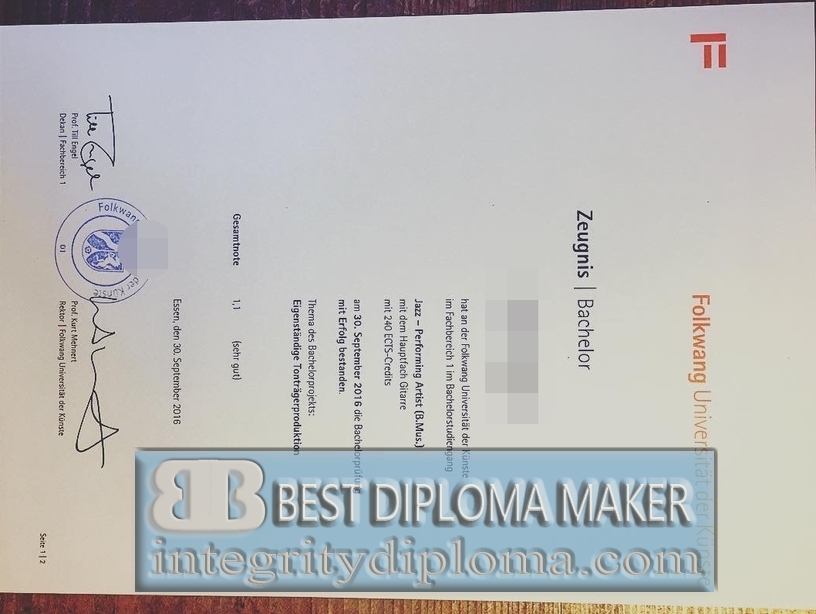 F
Folkwang Universität der Künste
Zeugnis | Bachelor
hat an der Folkwang Universität der Künste
im Fachbereich 1 im Bachelorstudiengang
Jazz – Performing Artist (B.Mus.)
mit dem Hauptfach Gitarre
mit 240 ECTS-Credits
am 30. September 2016 die Bachelorprüfung
mit Erfolg bestanden.
Thema des Bachelorprojekts:
Eigenständige Tonträgerproduktion
Gesamtnote 1,1 (sehr gut)
Essen, den 30. September 2016
Folkwang
der Künste
01
Till Engel
Prof. Till Engel
Dekan | Fachbereich 1
Prof. Kurt Mehnert
Rektor | Folkwang Universität der Künste
Seite 1 | 2
BEST DIPLOMA MAKER
integritydiploma.com